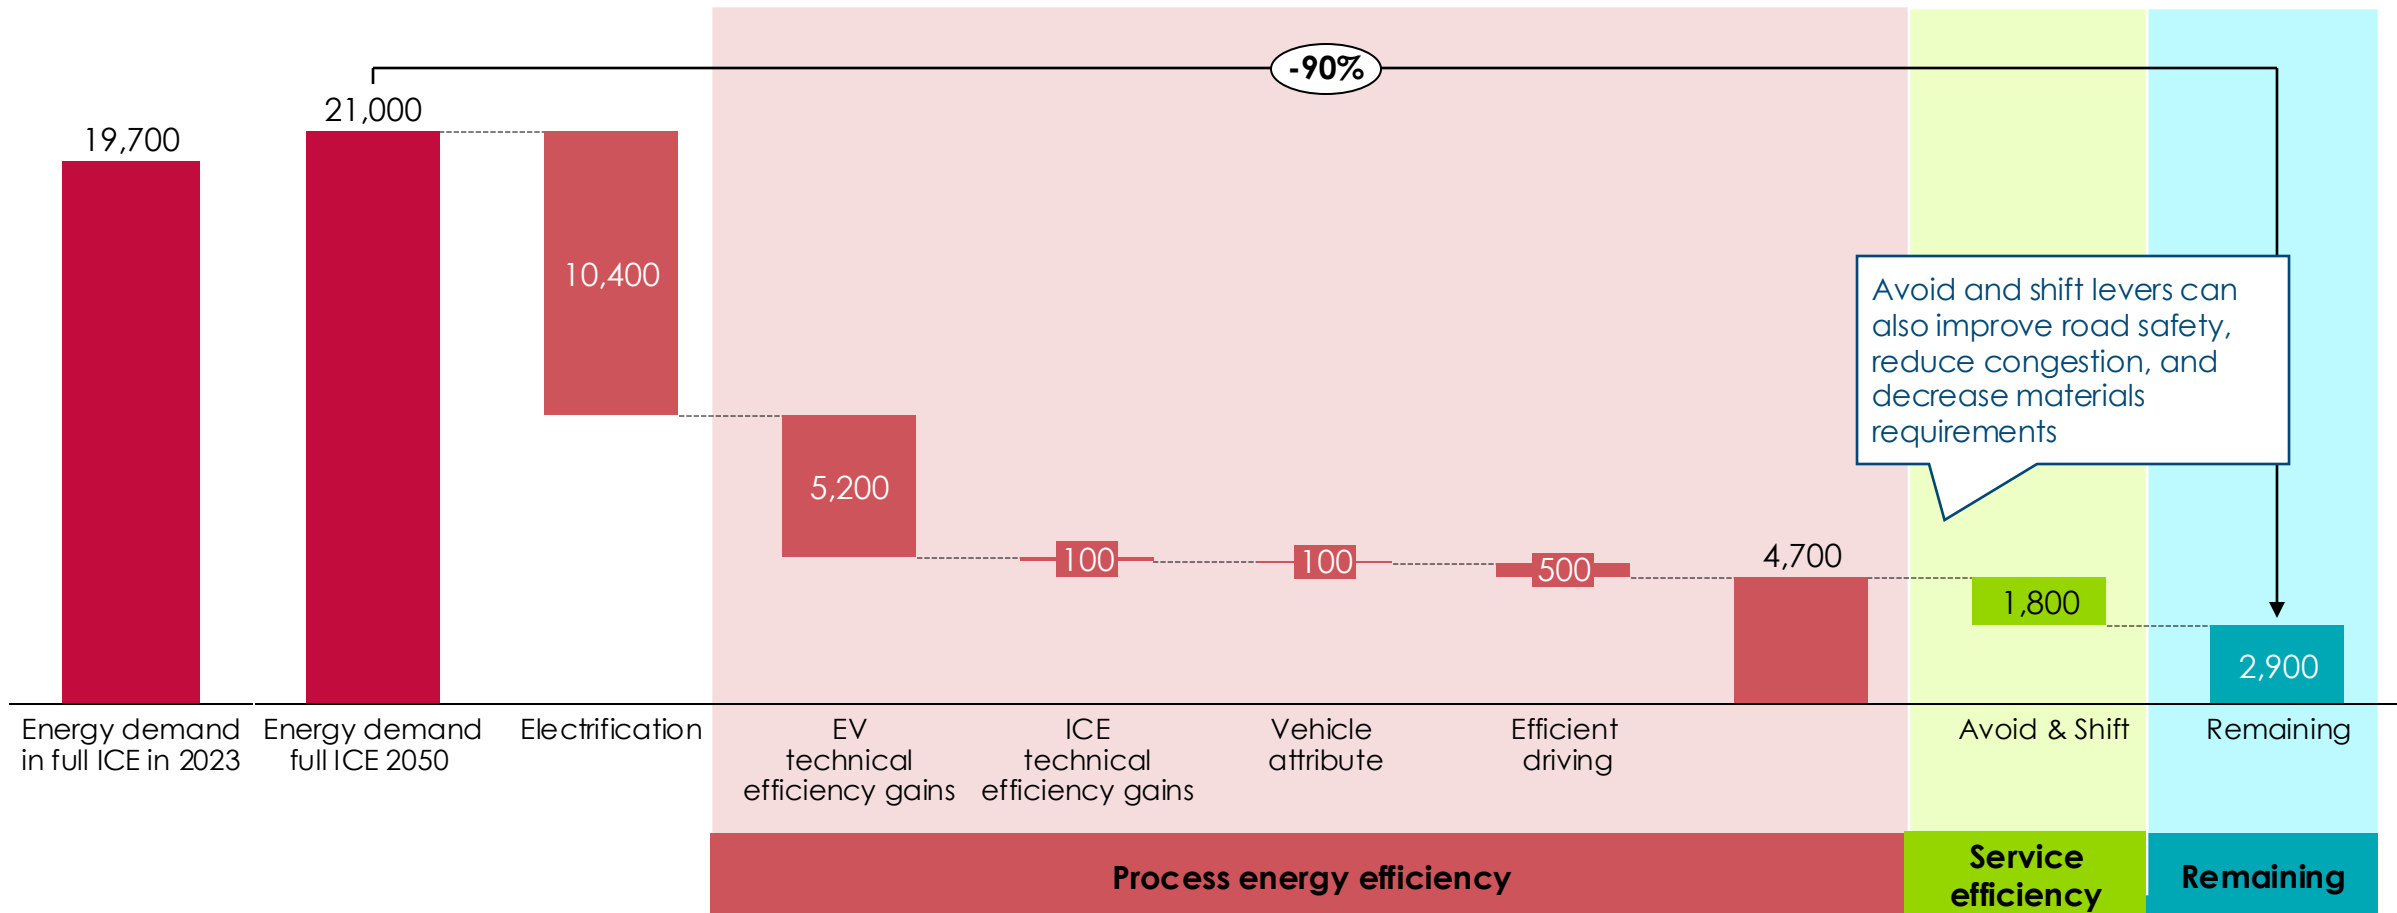 -90%
21,000
19,700
10,400
5,200
100
100
500
4,700
1,800
2,900
Avoid and shift levers can
also improve road safety,
reduce congestion, and
decrease materials
requirements
Energy demand
in full ICE in 2023
Energy demand
full ICE 2050
Electrification
EV
technical
efficiency gains
ICE
technical
efficiency gains
Vehicle
attribute
Efficient
driving
Avoid & Shift
Remaining
Process energy efficiency
Service
efficiency
Remaining